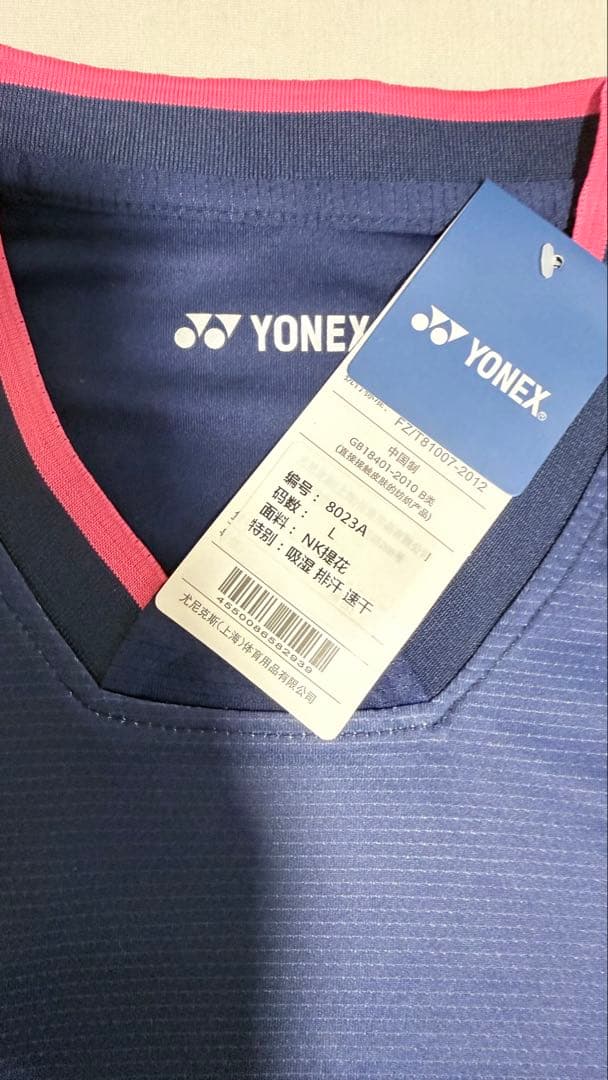 YONEX
YONEX®
FZ/T81007-2012
中国制
GB18401-2010 B类
(直接接触皮肤的纺织产品)
编号： 8023A
码数： L
面料： NK提花
特别： 吸湿 排汗 速干
4550086582939
尤尼克斯(上海)体育用品有限公司